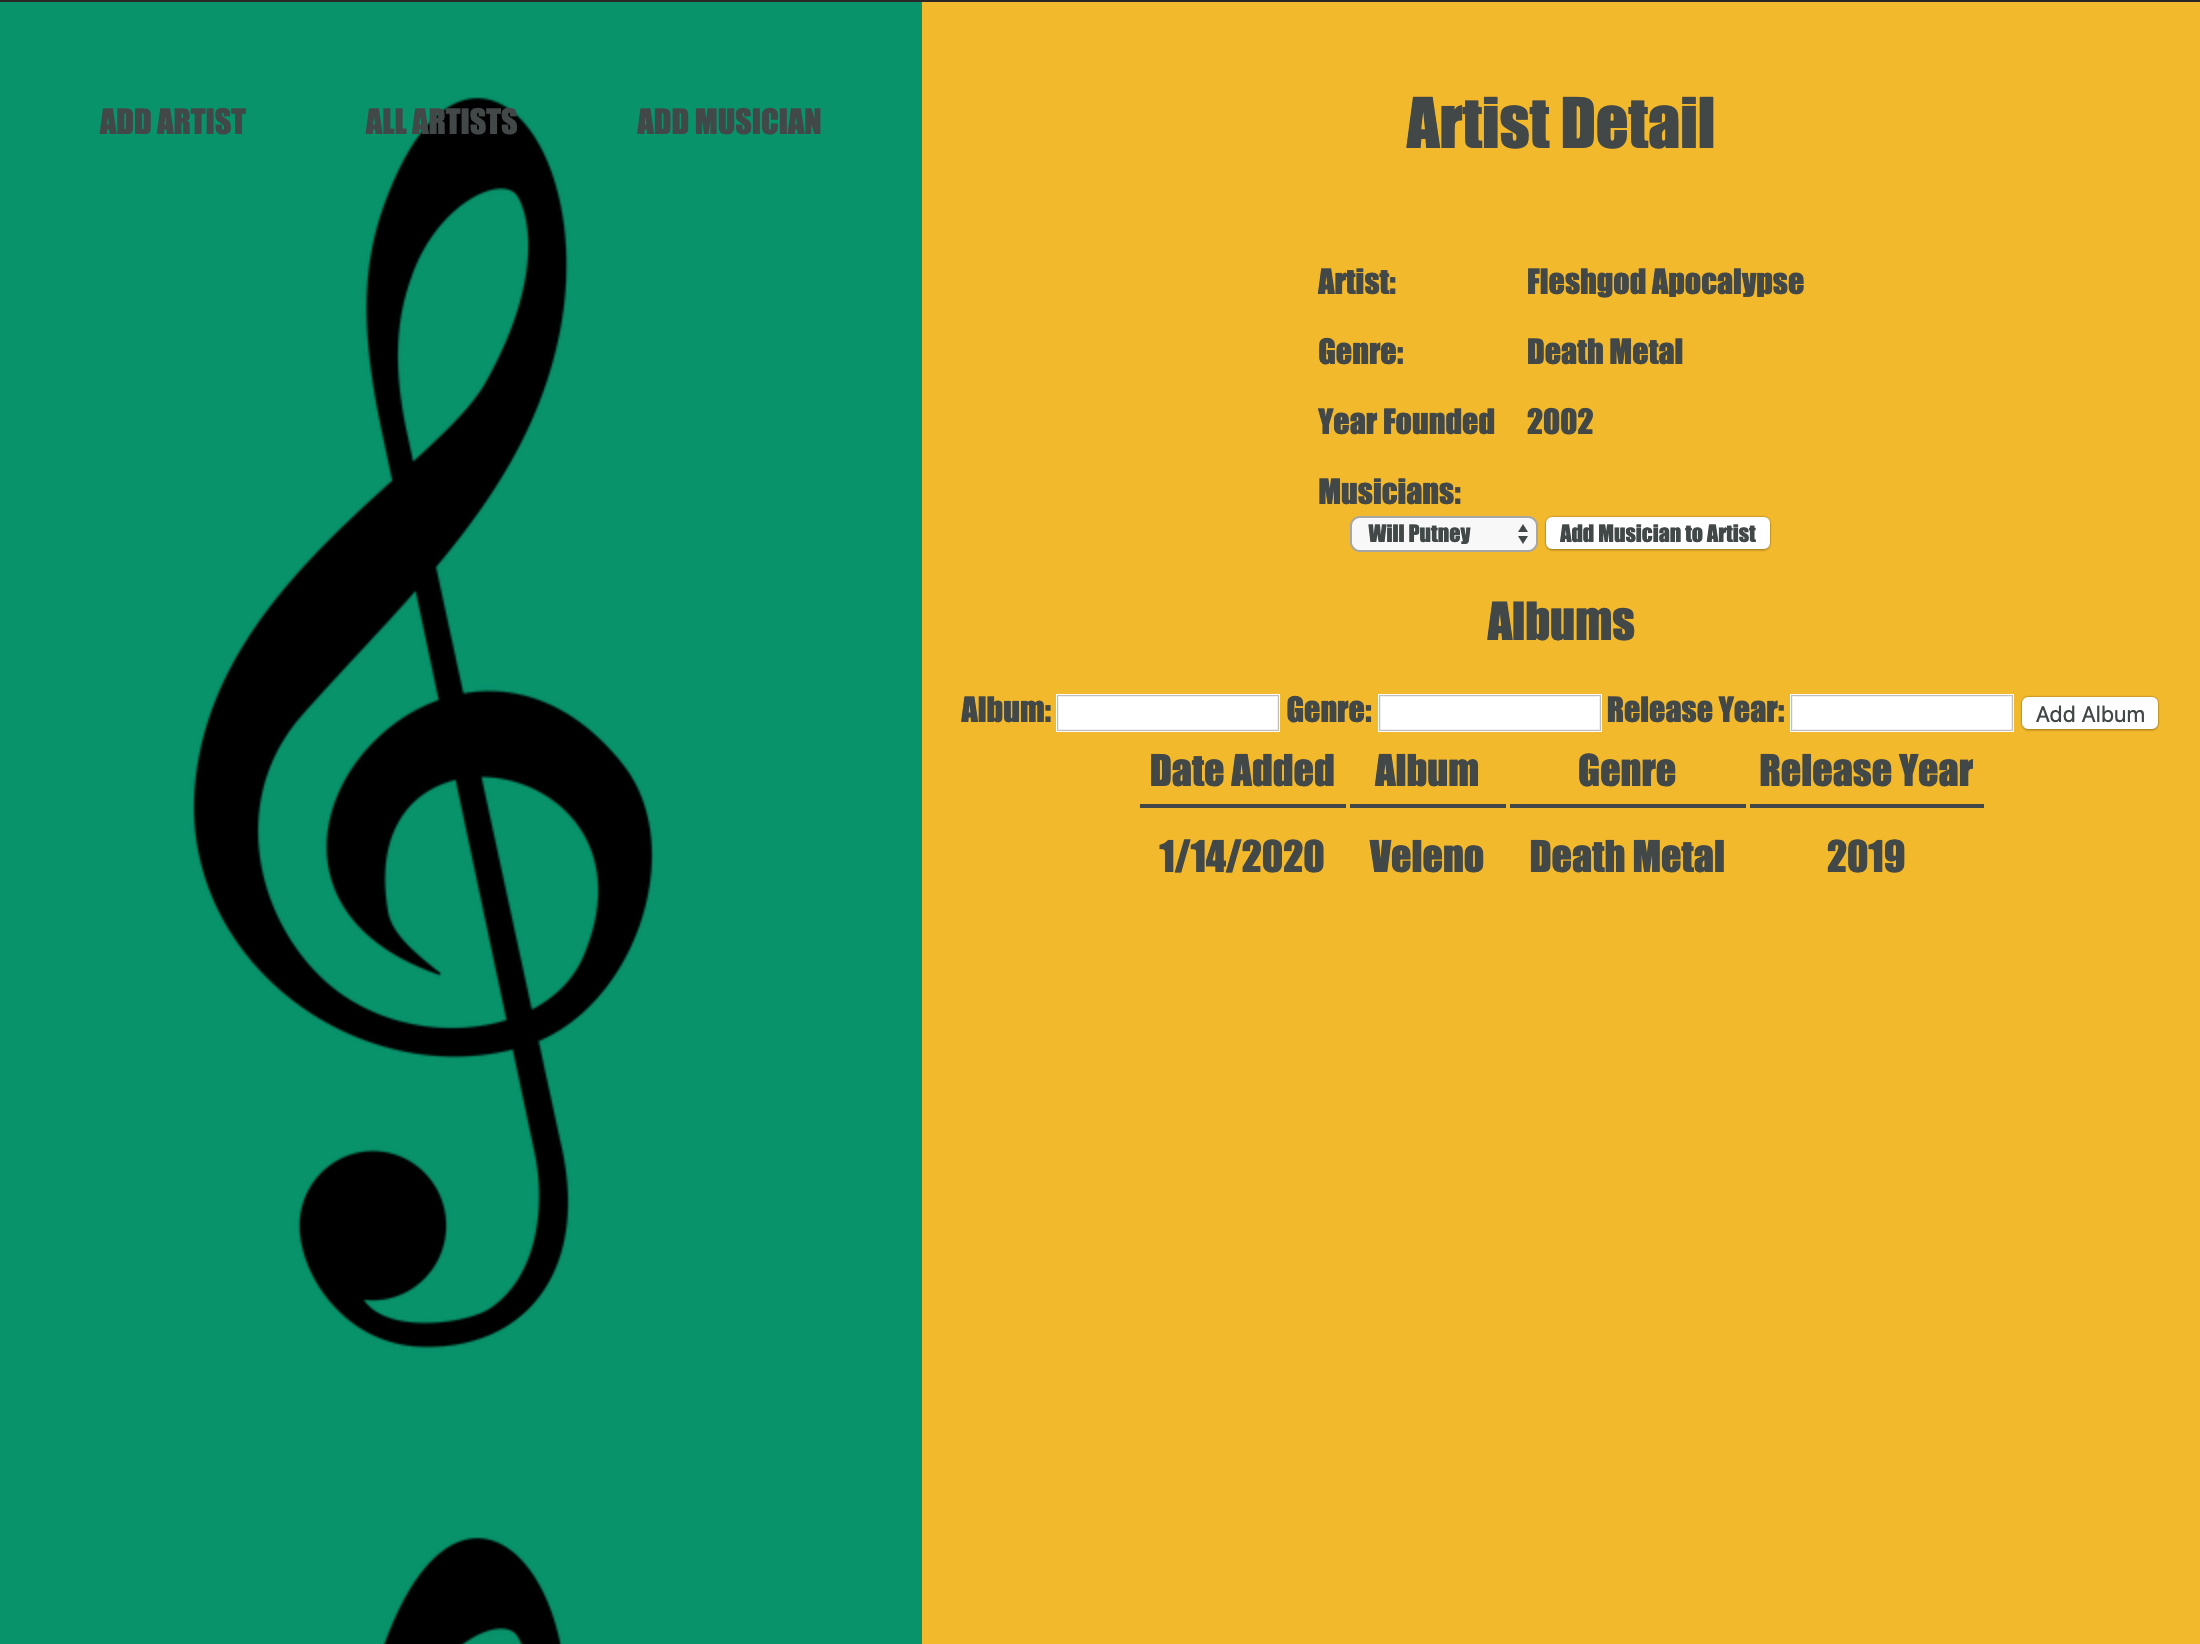 ADD ARTIST ALL ARTISTS ADD MUSICIAN
Artist Detail
Artist: Fleshgod Apocalypse
Genre: Death Metal
Year Founded 2002
Musicians:
Will Putney Add Musician to Artist
Albums
Album: Genre: Release Year: Add Album
Date Added Album Genre Release Year
1/14/2020 Veleno Death Metal 2019